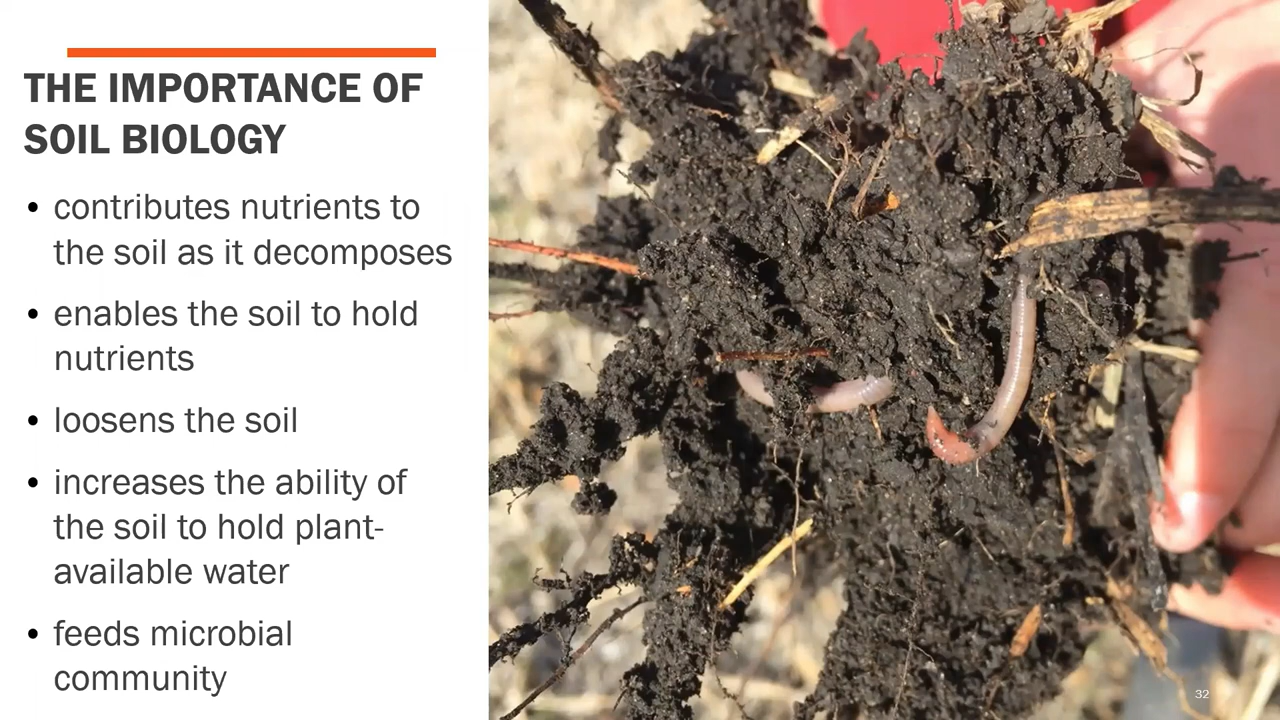 THE IMPORTANCE OF
SOIL BIOLOGY
• contributes nutrients to
the soil as it decomposes
• enables the soil to hold
nutrients
• loosens the soil
• increases the ability of
the soil to hold plant-
available water
• feeds microbial
community
32